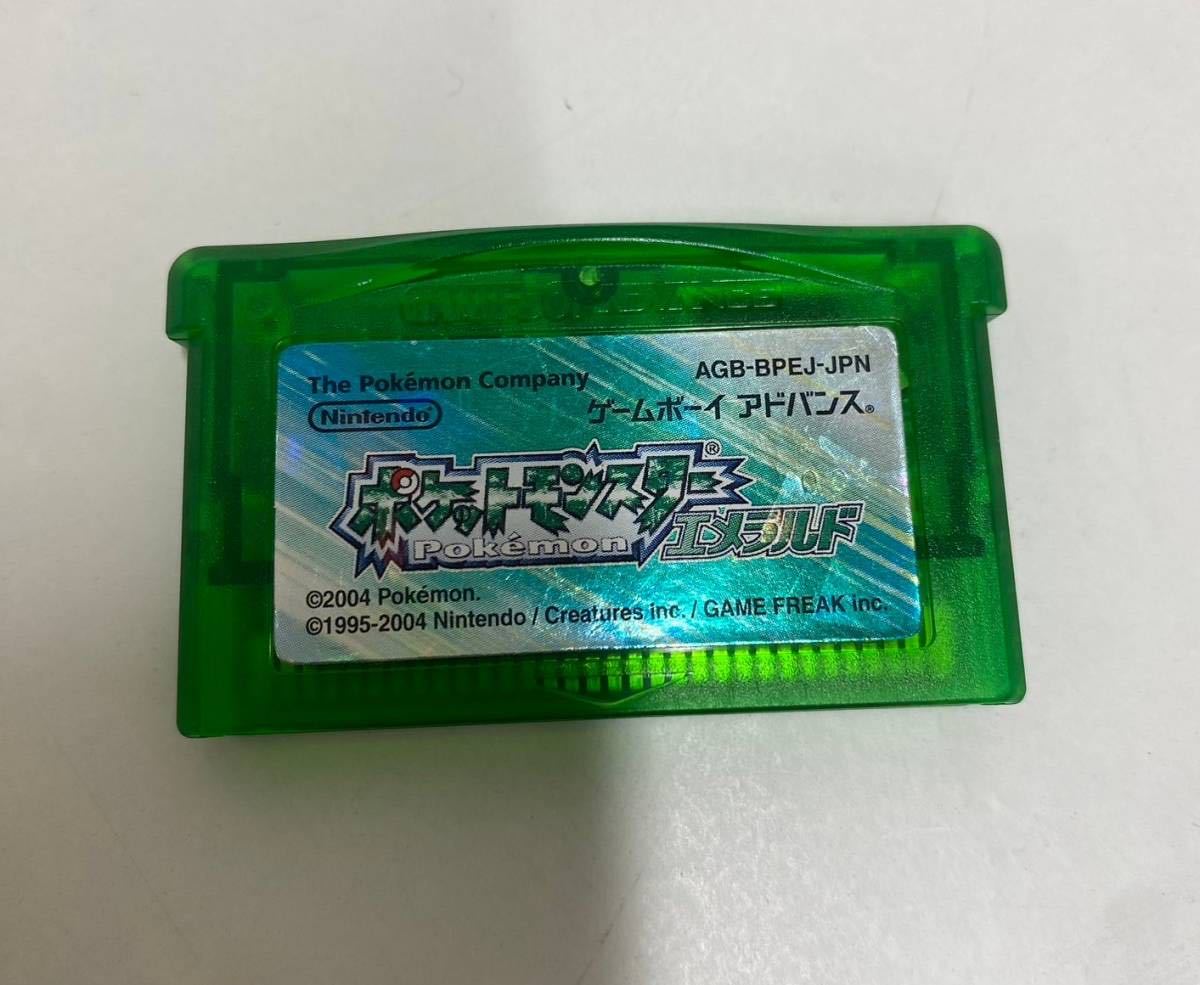 GAME BOY ADVANCE
The Pokémon Company
AGB-BPEJ-JPN
Nintendo
ゲームボーイ アドバンス®
ポケットモンスター®
Pokémon
エメラルド
©2004 Pokémon.
©1995-2004 Nintendo / Creatures inc. / GAME FREAK inc.